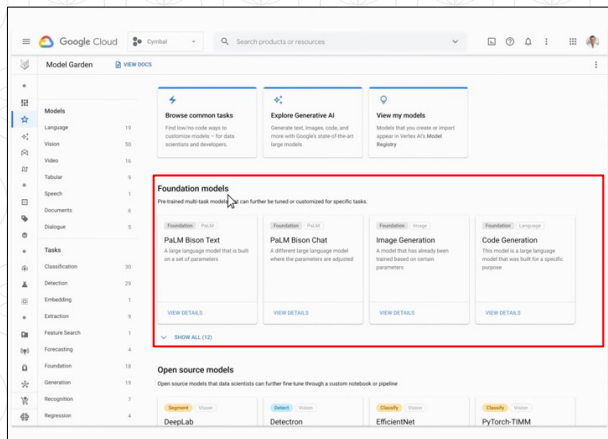 Google Cloud
Cymbal
Search products or resources
Model Garden
VIEW DOCS
Models
Language 19
Vision 50
Video 16
Tabular 9
Speech 1
Documents 6
Dialogue 5
Tasks
Classification 30
Detection 29
Embedding 1
Extraction 9
Feature Search 1
Forecasting 4
Foundation 18
Generation 19
Recognition 7
Regression 4
Browse common tasks
Find low/no-code ways to
customize models – for data
scientists and developers.
Explore Generative AI
Generate text, images, code, and
more with Google's state-of-the-art
large models
View my models
Models that you create or import
appear in Vertex AI's Model
Registry
Foundation models
Pre-trained multi-task models that can further be tuned or customized for specific tasks.
Foundation PaLM
PaLM Bison Text
A large language model that is built
on a set of parameters.
VIEW DETAILS
Foundation PaLM
PaLM Bison Chat
A different large language model
where the parameters are adjusted
VIEW DETAILS
Foundation Image
Image Generation
A model that has already been
trained based on certain
parameters
VIEW DETAILS
Foundation Language
Code Generation
This model is a large language
model that was built for a specific
purpose
VIEW DETAILS
SHOW ALL (12)
Open source models
Open source models that data scientists can further fine tune through a custom notebook or pipeline
Segment Vision
DeepLab
Detect Vision
Detectron
Classify Vision
EfficientNet
Classify Vision
PyTorch-TIMM